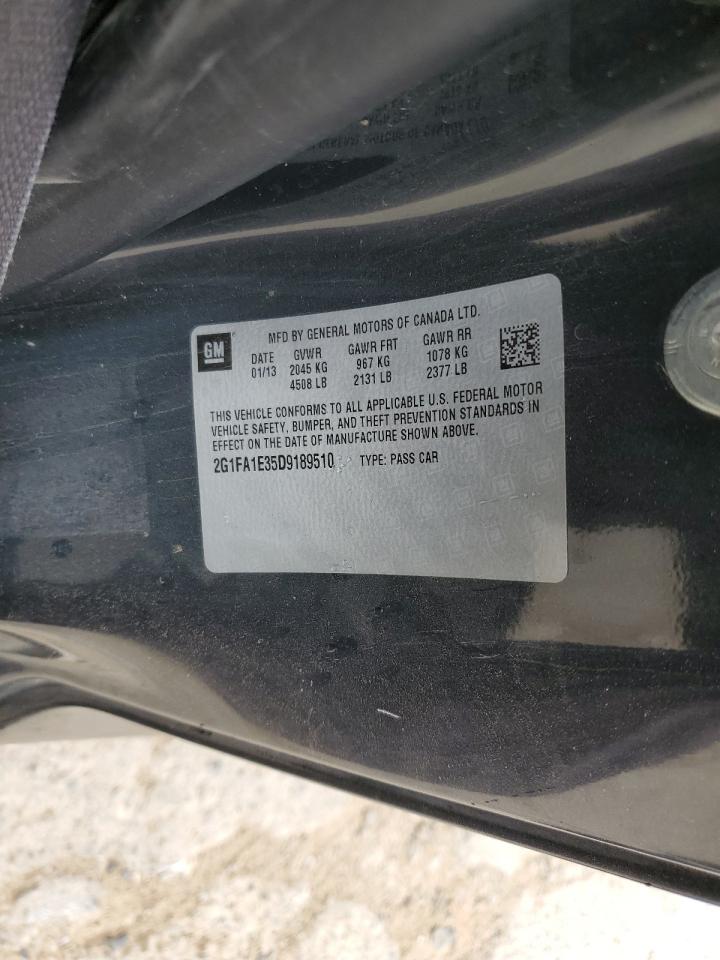 GM
MFD BY GENERAL MOTORS OF CANADA LTD.
DATE GVWR GAWR FRT GAWR RR
01/13 2045 KG 967 KG 1078 KG
4508 LB 2131 LB 2377 LB
THIS VEHICLE CONFORMS TO ALL APPLICABLE U.S. FEDERAL MOTOR
VEHICLE SAFETY, BUMPER, AND THEFT PREVENTION STANDARDS IN
EFFECT ON THE DATE OF MANUFACTURE SHOWN ABOVE.
2G1FA1E35D9189510 TYPE: PASS CAR